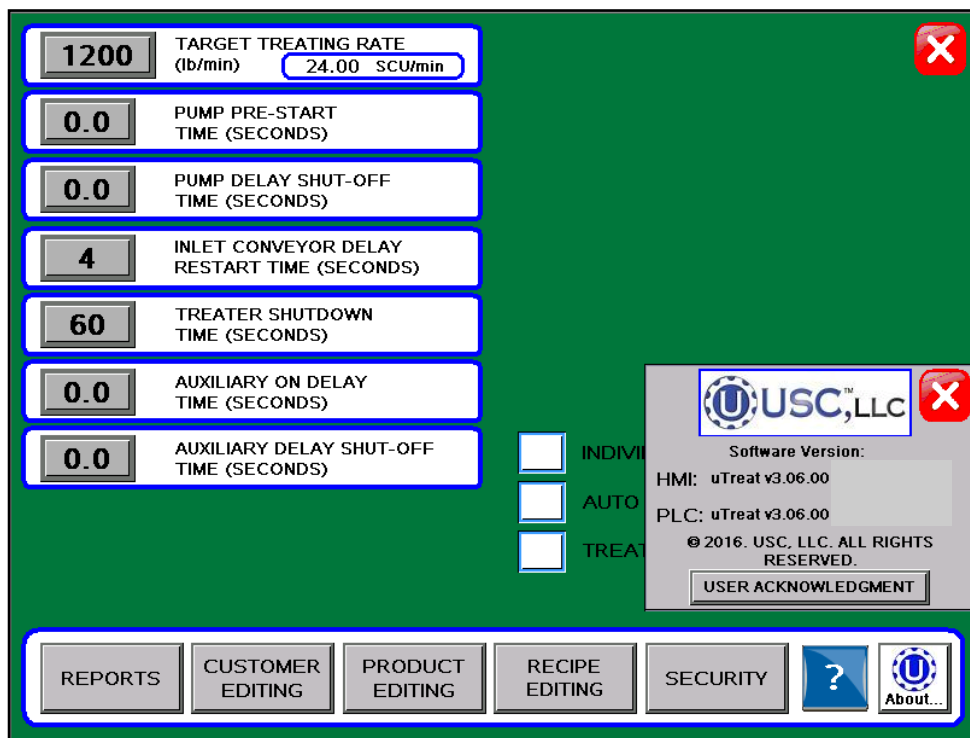 1200
TARGET TREATING RATE
(lb/min) 24.00 SCU/min
0.0
PUMP PRE-START
TIME (SECONDS)
0.0
PUMP DELAY SHUT-OFF
TIME (SECONDS)
4
INLET CONVEYOR DELAY
RESTART TIME (SECONDS)
60
TREATER SHUTDOWN
TIME (SECONDS)
0.0
AUXILIARY ON DELAY
TIME (SECONDS)
0.0
AUXILIARY DELAY SHUT-OFF
TIME (SECONDS)
AUTO
USC,™ LLC
Software Version:
HMI: uTreat v3.06.00
PLC: uTreat v3.06.00
© 2016. USC, LLC. ALL RIGHTS
RESERVED.
USER ACKNOWLEDGMENT
REPORTS
CUSTOMER
EDITING
PRODUCT
EDITING
RECIPE
EDITING
SECURITY
?
U
About...